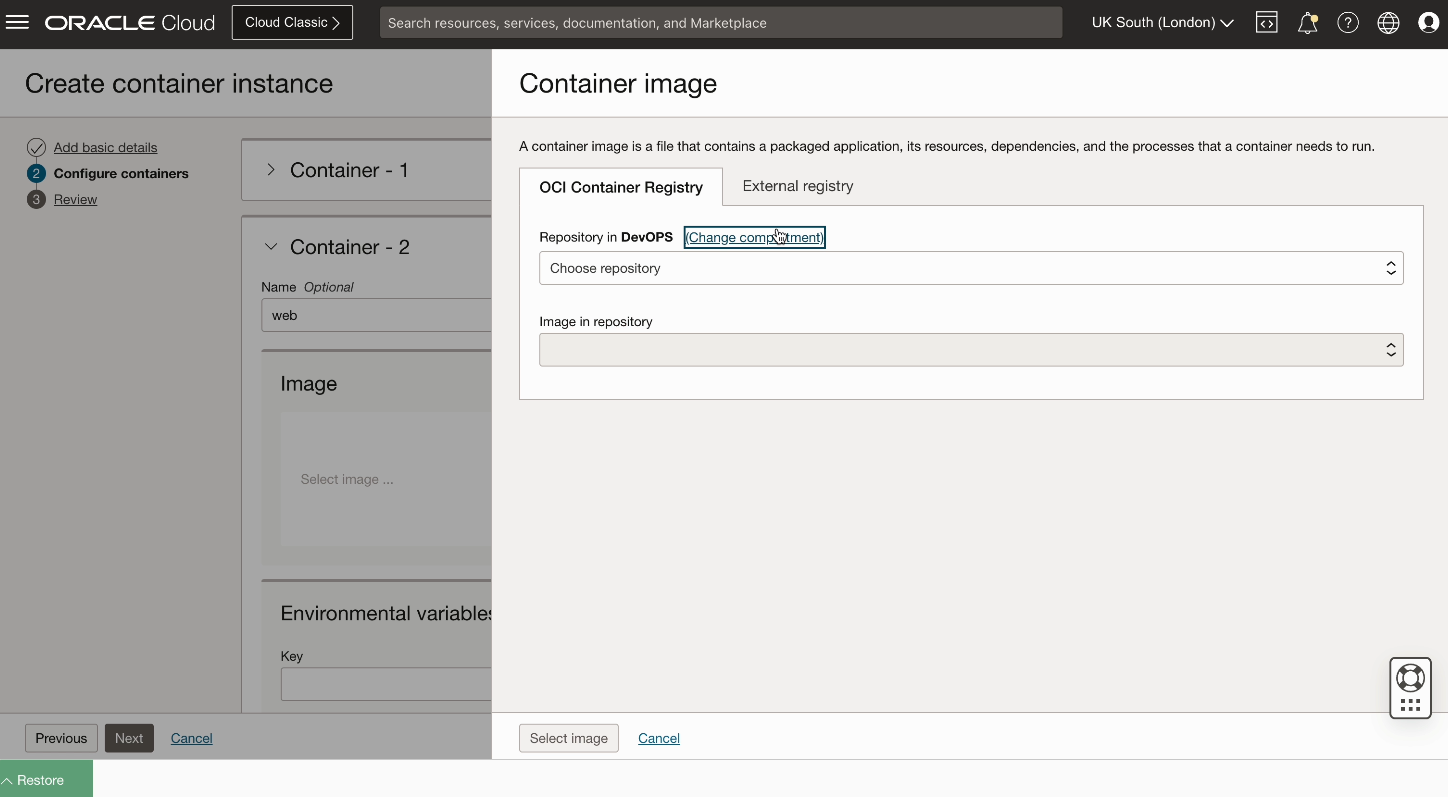 ORACLE Cloud
Cloud Classic
Search resources, services, documentation, and Marketplace
UK South (London)
Create container instance
Add basic details
2 Configure containers
3 Review
Container - 1
Container - 2
Name Optional
web
Image
Select image ...
Environmental variables
Key
Previous
Next
Cancel
Container image
A container image is a file that contains a packaged application, its resources, dependencies, and the processes that a container needs to run.
OCI Container Registry
External registry
Repository in DevOPS (Change compartment)
Choose repository
Image in repository
Select image
Cancel
Restore